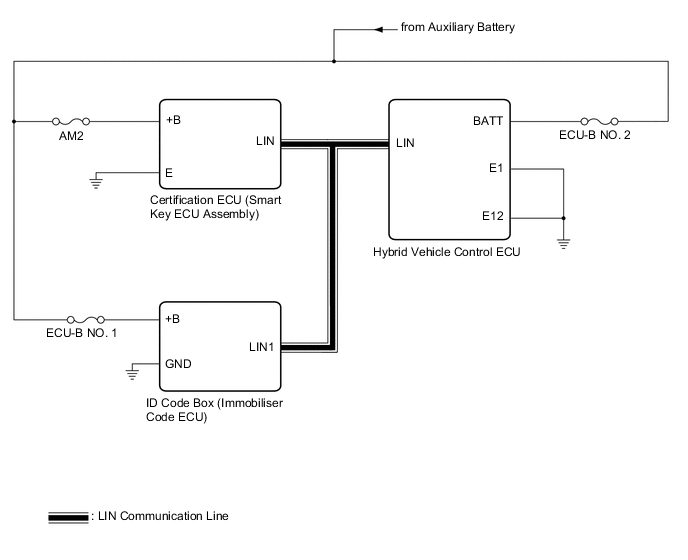 from Auxiliary Battery
AM2
+B
LIN
E
Certification ECU (Smart
Key ECU Assembly)
LIN
BATT
E1
E12
ECU-B NO. 2
Hybrid Vehicle Control ECU
ECU-B NO. 1
+B
LIN1
GND
ID Code Box (Immobiliser
Code ECU)
: LIN Communication Line